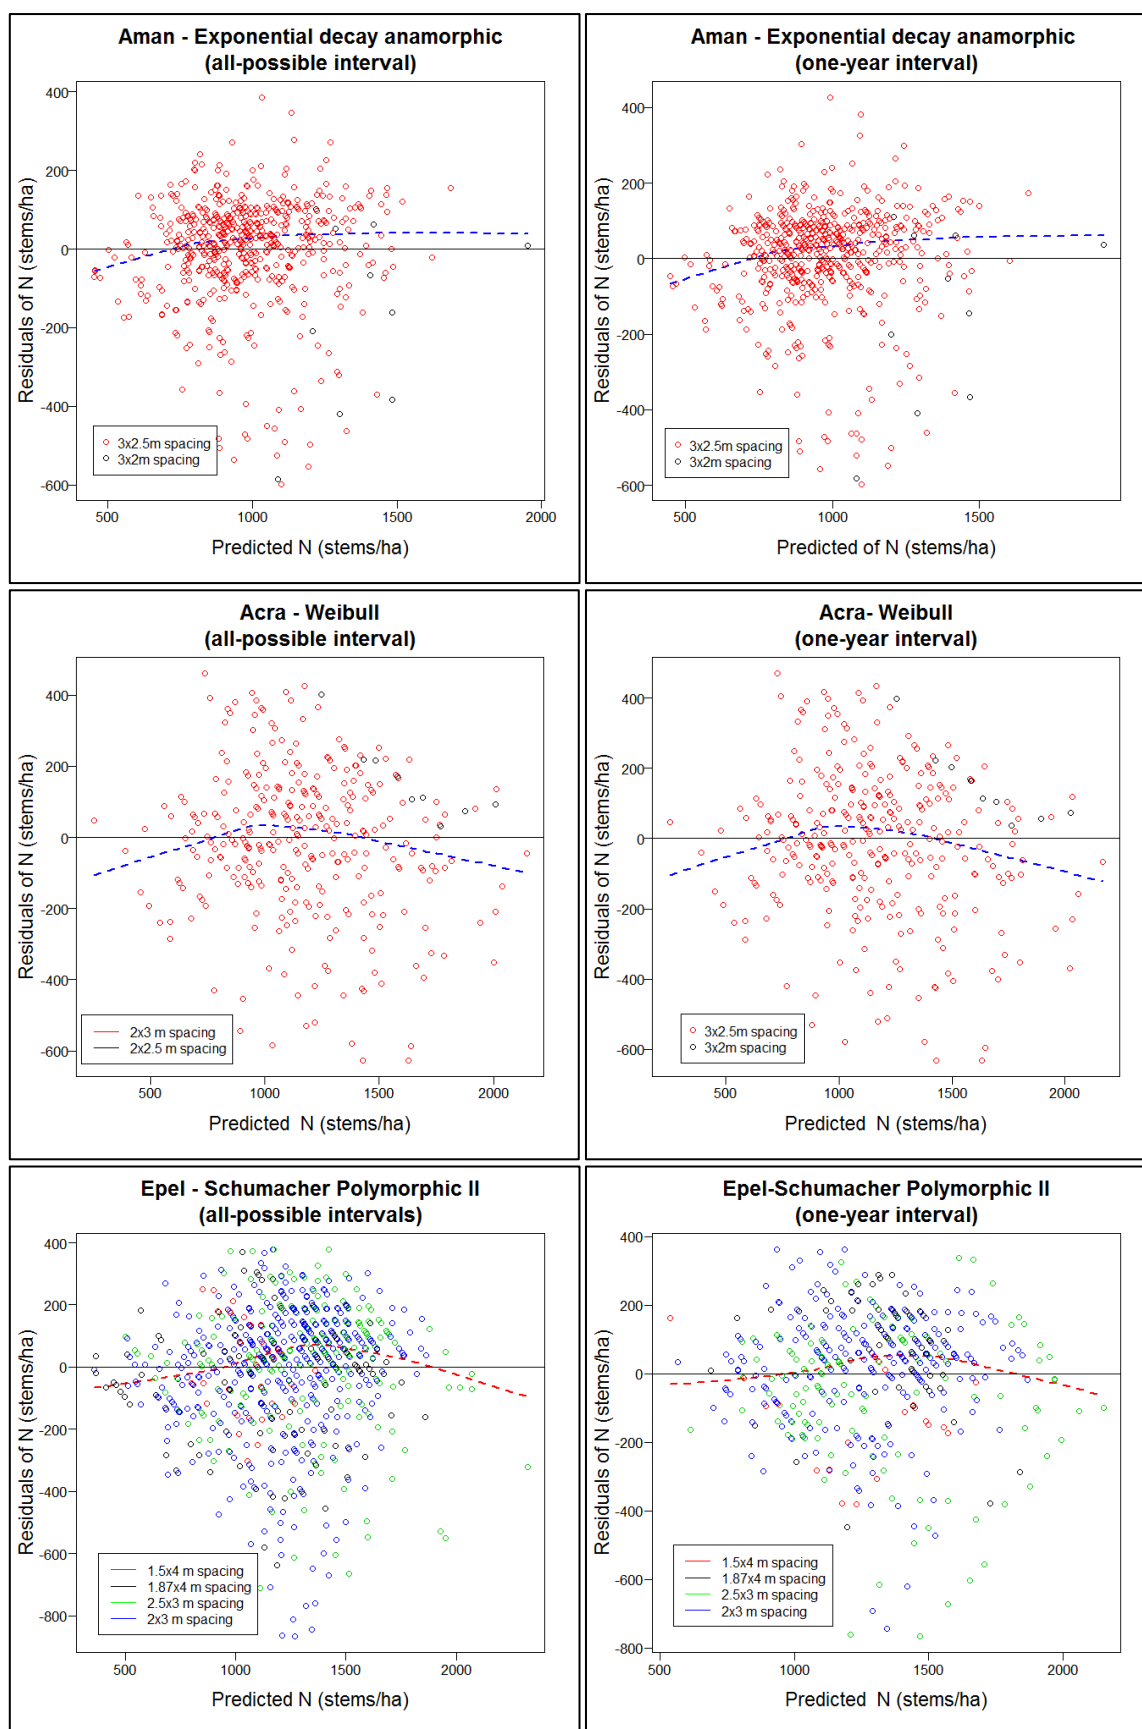 Aman - Exponential decay anamorphic
(all-possible interval)
Residuals of N (stems/ha)
400
200
0
-200
-400
-600
3x2.5m spacing
3x2m spacing
500 1000 1500 2000
Predicted N (stems/ha)
Aman - Exponential decay anamorphic
(one-year interval)
Residuals of N (stems/ha)
400
200
0
-200
-400
-600
3x2.5m spacing
3x2m spacing
500 1000 1500
Predicted of N (stems/ha)
Acra - Weibull
(all-possible interval)
Residuals of N (stems/ha)
400
200
0
-200
-400
-600
2x3 m spacing
2x2.5 m spacing
500 1000 1500 2000
Predicted N (stems/ha)
Acra- Weibull
(one-year interval)
Residuals of N (stems/ha)
400
200
0
-200
-400
-600
3x2.5m spacing
3x2m spacing
500 1000 1500 2000
Predicted N (stems/ha)
Epel - Schumacher Polymorphic II
(all-possible intervals)
Residuals of N (stems/ha)
400
200
0
-200
-400
-600
-800
1.5x4 m spacing
1.87x4 m spacing
2.5x3 m spacing
2x3 m spacing
500 1000 1500 2000
Predicted N (stems/ha)
Epel-Schumacher Polymorphic II
(one-year interval)
Residuals of N (stems/ha)
400
200
0
-200
-400
-600
-800
1.5x4 m spacing
1.87x4 m spacing
2.5x3 m spacing
2x3 m spacing
500 1000 1500 2000
Predicted N (stems/ha)